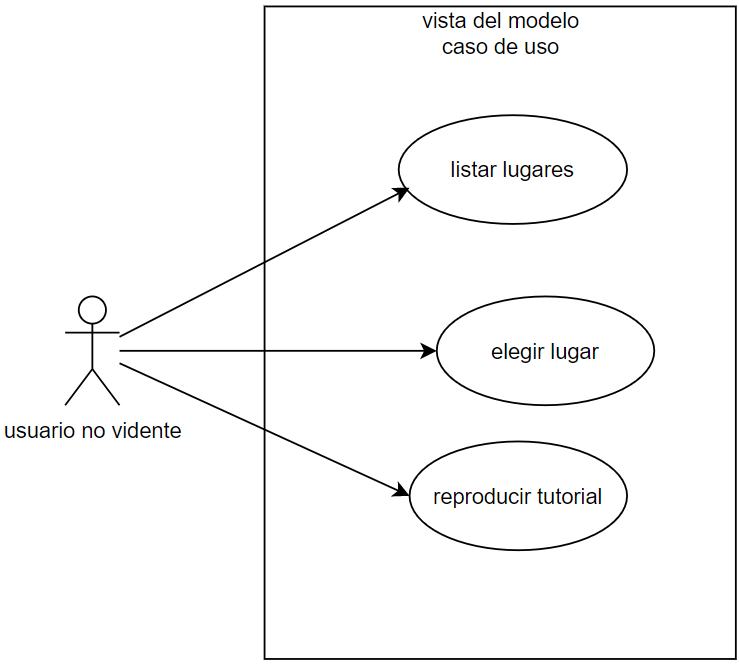 vista del modelo
caso de uso
listar lugares
elegir lugar
usuario no vidente
reproducir tutorial